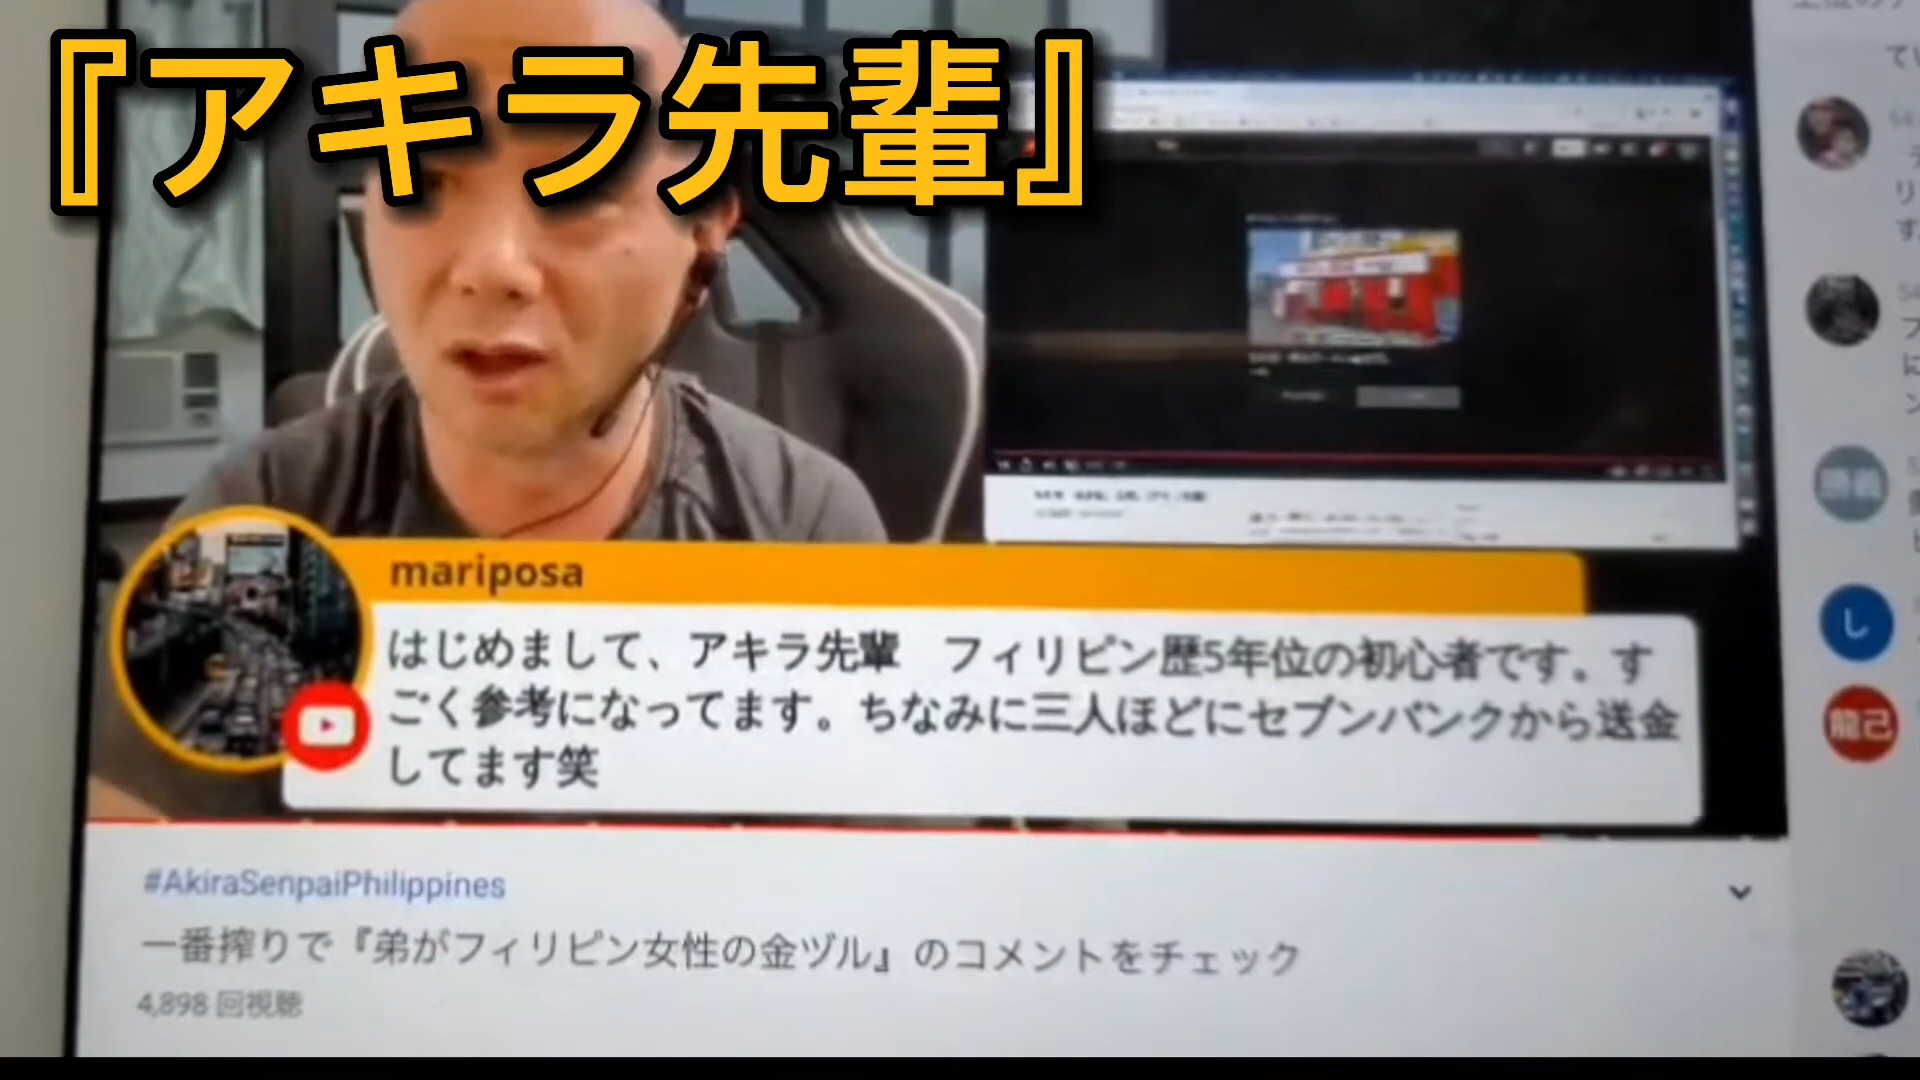 『アキラ先輩』
mariposa
はじめまして、アキラ先輩　フィリピン歴5年位の初心者です。す
ごく参考になってます。ちなみに三人ほどにセブンバンクから送金
してます笑
#AkiraSenpaiPhilippines
一番搾りで『弟がフィリピン女性の金ヅル』のコメントをチェック
4,898 回視聴
し
龍己